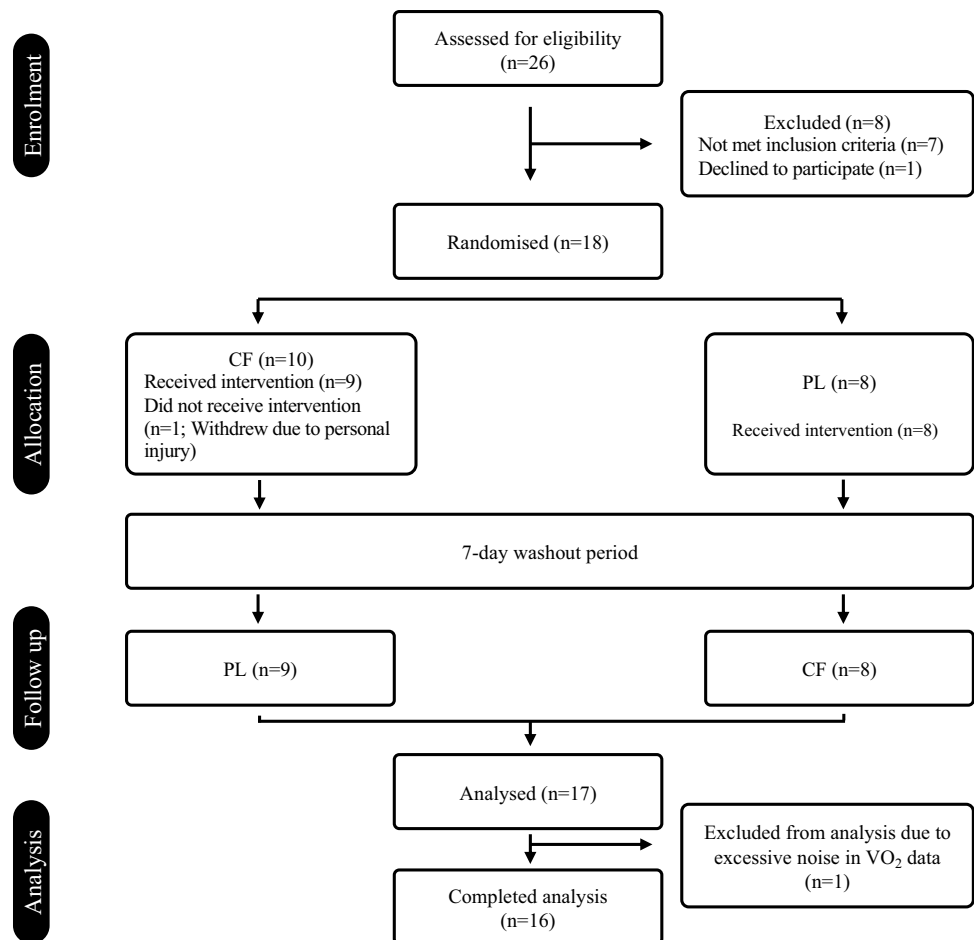 Enrolment
Assessed for eligibility
(n=26)
Excluded (n=8)
Not met inclusion criteria (n=7)
Declined to participate (n=1)
Randomised (n=18)
Allocation
CF (n=10)
Received intervention (n=9)
Did not receive intervention
(n=1; Withdrew due to personal
injury)
PL (n=8)
Received intervention (n=8)
7-day washout period
Follow up
PL (n=9)
CF (n=8)
Analysis
Analysed (n=17)
Excluded from analysis due to
excessive noise in VO₂ data
(n=1)
Completed analysis
(n=16)